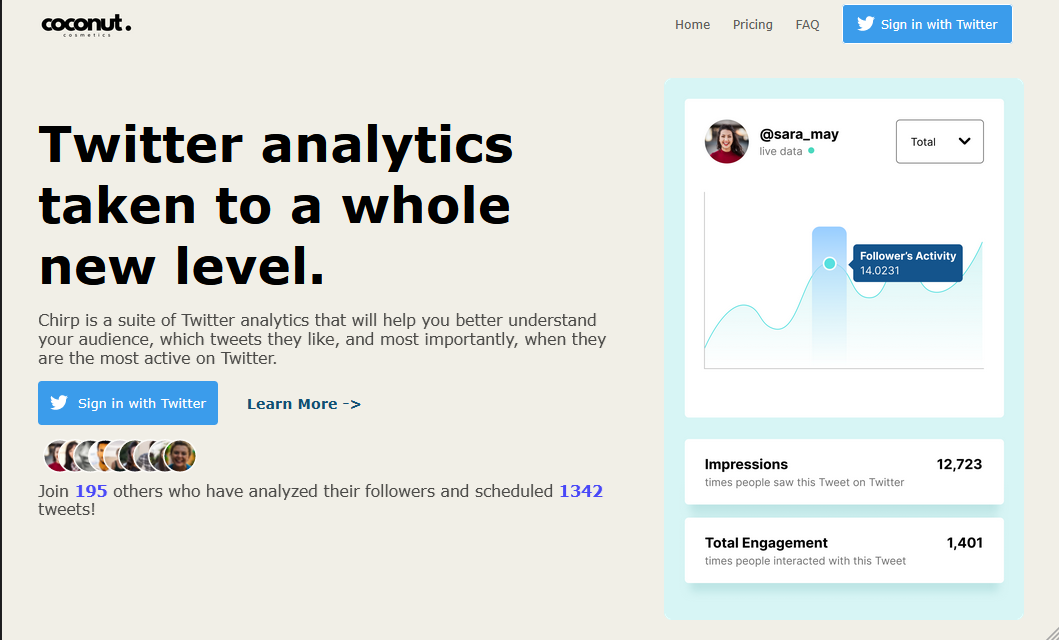 coconut.
cosmetics
Home
Pricing
FAQ
Sign in with Twitter
Twitter analytics
taken to a whole
new level.
Chirp is a suite of Twitter analytics that will help you better understand
your audience, which tweets they like, and most importantly, when they
are the most active on Twitter.
Sign in with Twitter
Learn More ->
Join 195 others who have analyzed their followers and scheduled 1342
tweets!
@sara_may
live data
Total
Follower's Activity
14.0231
Impressions
12,723
times people saw this Tweet on Twitter
Total Engagement
1,401
times people interacted with this Tweet